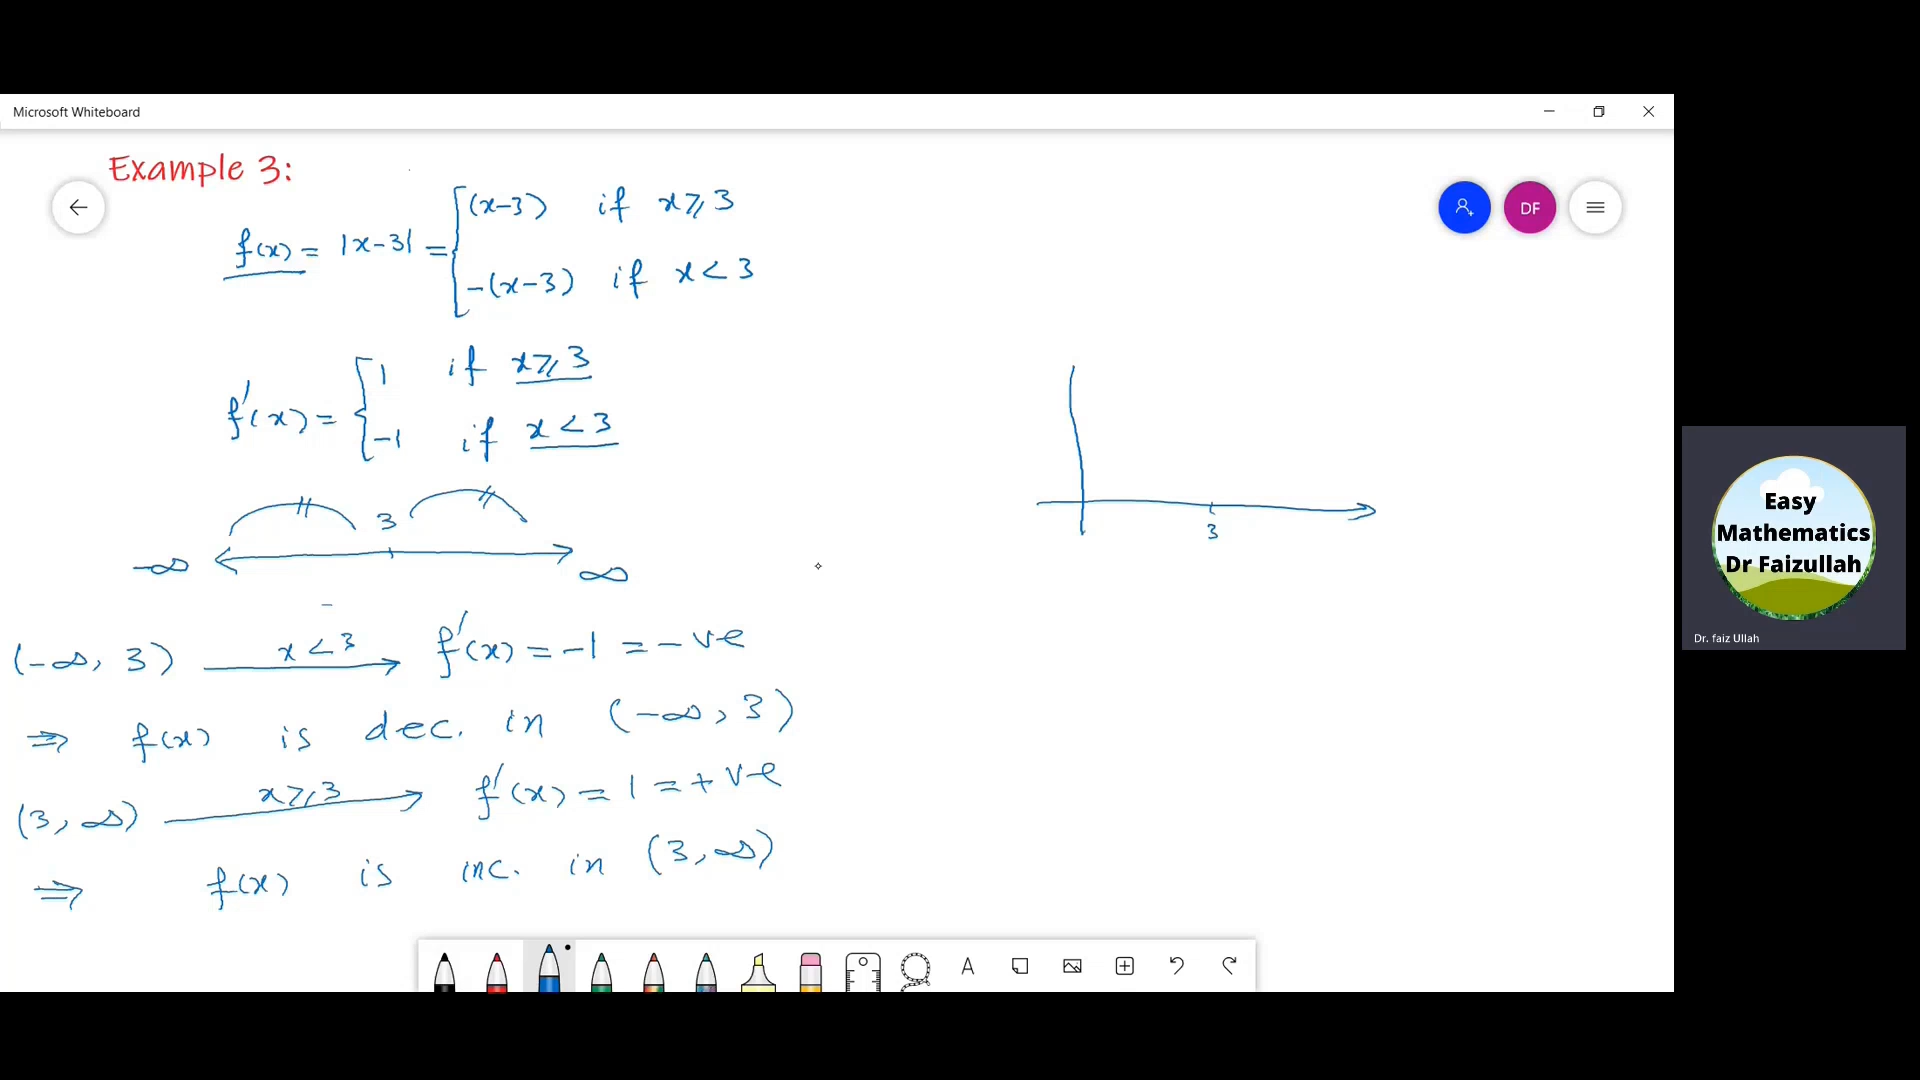 Microsoft Whiteboard
Example 3:
f(x) = |x-3| = [ (x-3) if x ⩾ 3
-(x-3) if x < 3
f'(x) = { 1 if x ⩾ 3
-1 if x < 3
3
-∞ ∞
(-∞, 3) x < 3 → f'(x) = -1 = -ve
⇒ f(x) is dec. in (-∞, 3)
(3, ∞) x ⩾ 3 → f'(x) = 1 = +ve
⇒ f(x) is inc. in (3, ∞)
3
DF
A
Easy
Mathematics
Dr Faizullah
Dr. faiz Ullah